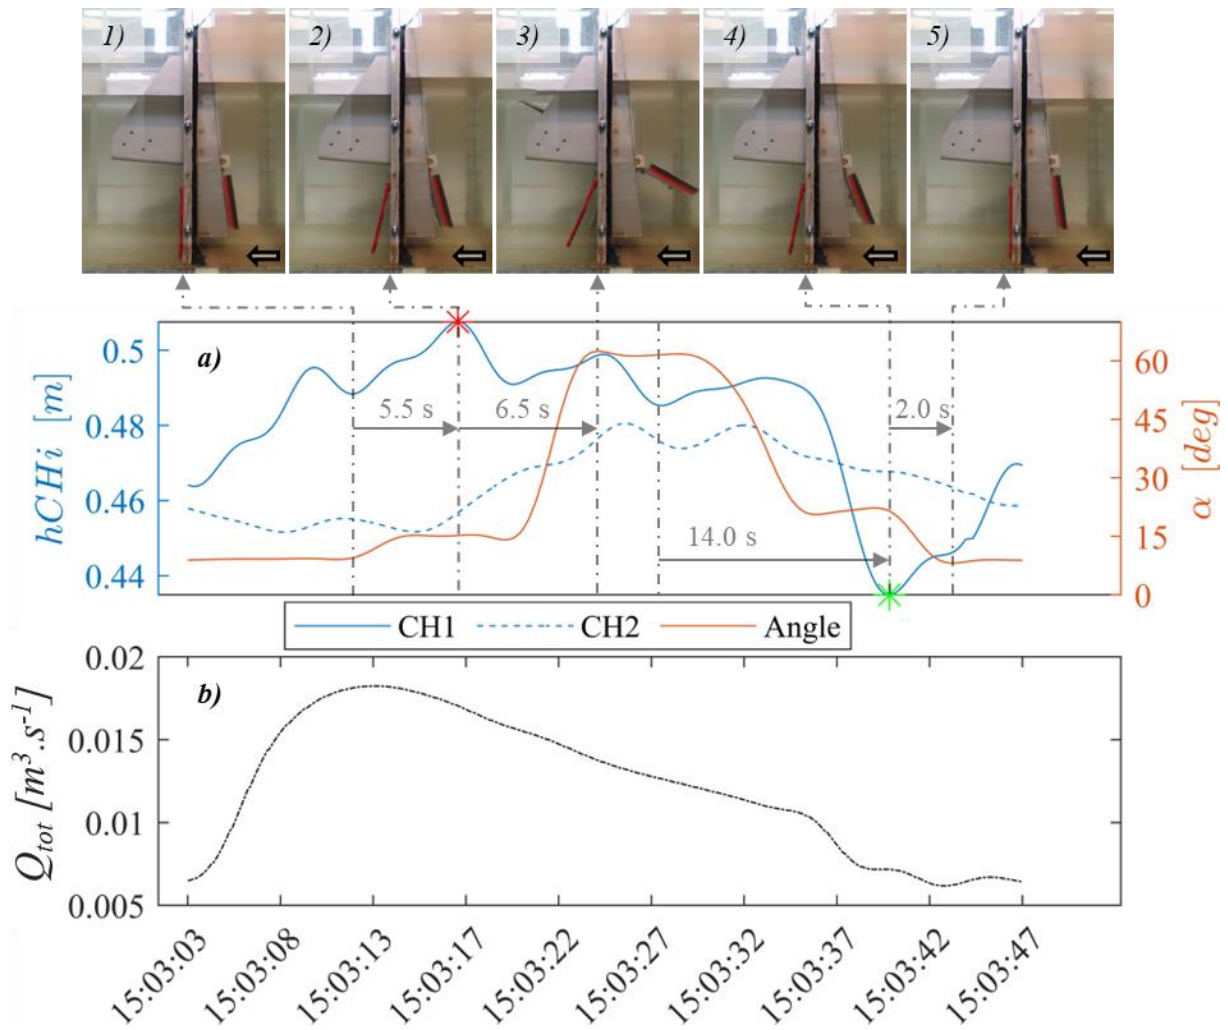 1)
2)
3)
4)
5)
a)
hCHi [m]
0.5
0.48
0.46
0.44
5.5 s
6.5 s
14.0 s
2.0 s
60
45
30
15
0
α [deg]
CH1
CH2
Angle
b)
Q_tot [m³.s⁻¹]
0.02
0.015
0.01
0.005
15:03:03
15:03:08
15:03:13
15:03:17
15:03:22
15:03:27
15:03:32
15:03:37
15:03:42
15:03:47